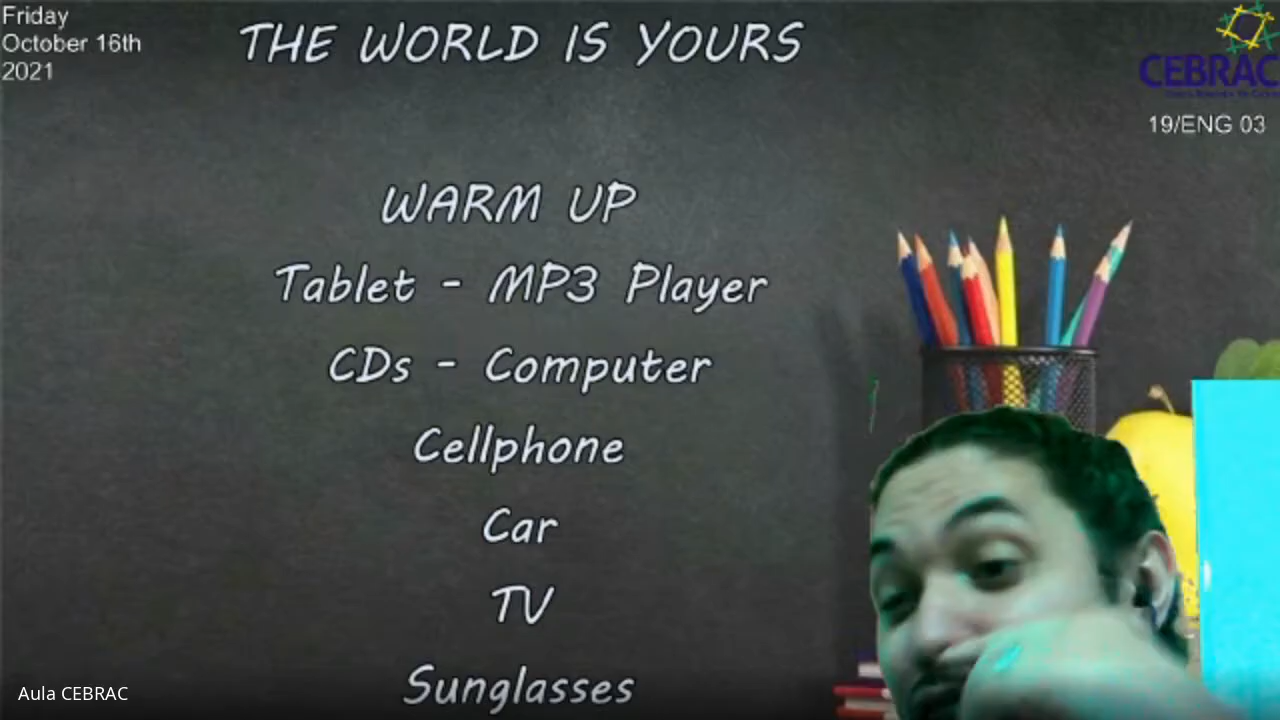 Friday
October 16th
2021
THE WORLD IS YOURS
CEBRAC
19/ENG 03
WARM UP
Tablet - MP3 Player
CDs - Computer
Cellphone
Car
TV
Sunglasses
Aula CEBRAC